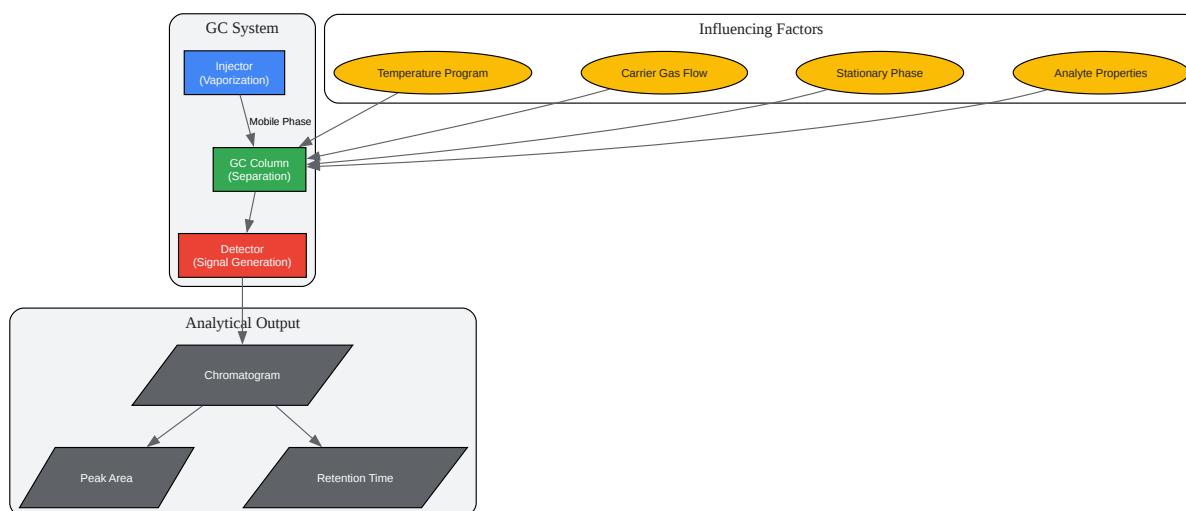 GC System
Influencing Factors
Injector
(Vaporization)
Temperature Program
Carrier Gas Flow
Stationary Phase
Analyte Properties
Mobile Phase
GC Column
(Separation)
Detector
(Signal Generation)
Analytical Output
Chromatogram
Peak Area
Retention Time